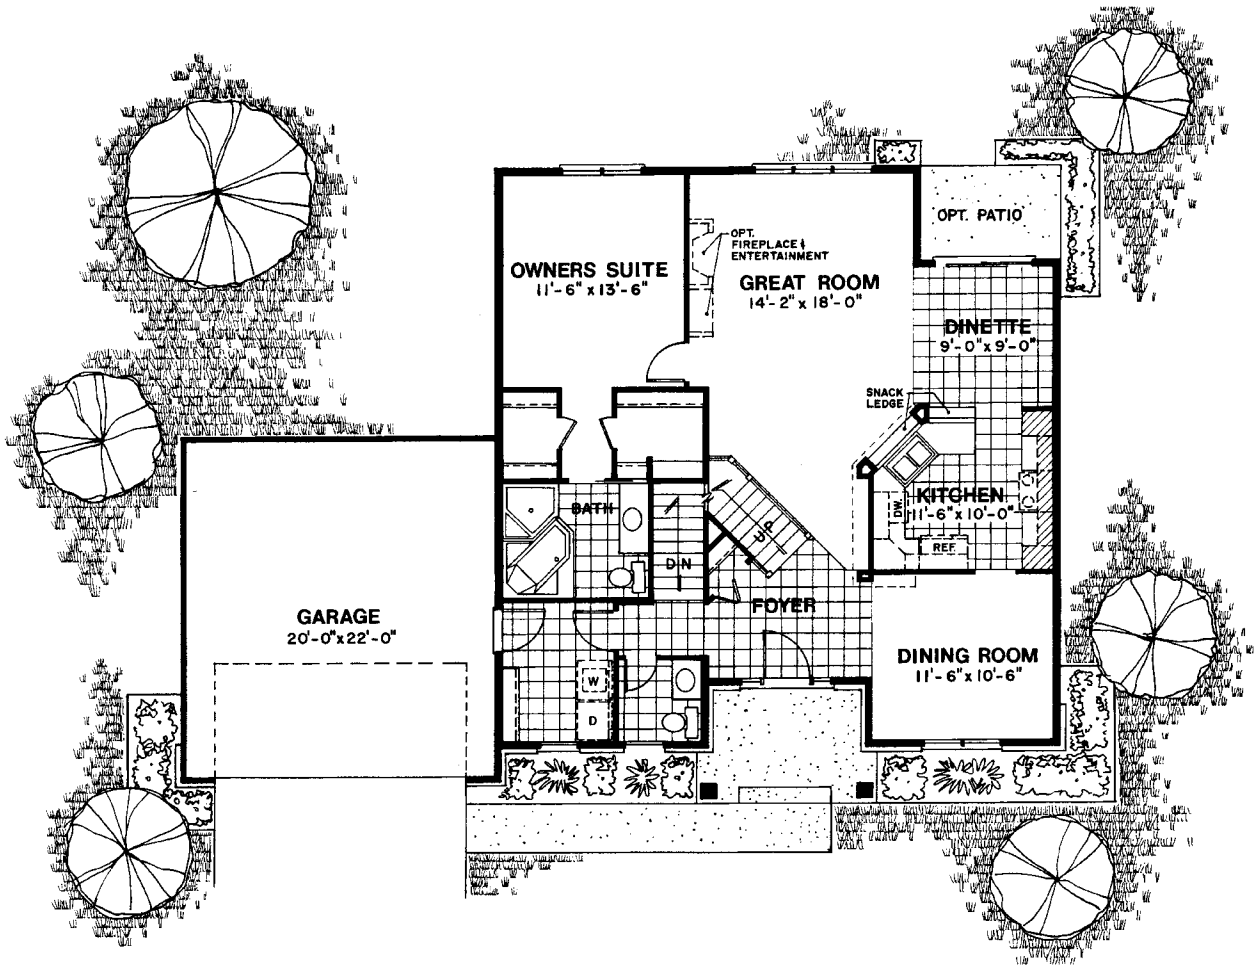 OPT. PATIO
OPT.
FIREPLACE &
ENTERTAINMENT
OWNERS SUITE
11'-6" x 13'-6"
GREAT ROOM
14'-2" x 18'-0"
DINETTE
9'-0" x 9'-0"
SNACK
LEDGE
BATH
UP
DN
KITCHEN
11'-6" x 10'-0"
DW.
REF.
FOYER
GARAGE
20'-0" x 22'-0"
DINING ROOM
11'-6" x 10'-6"
W
D